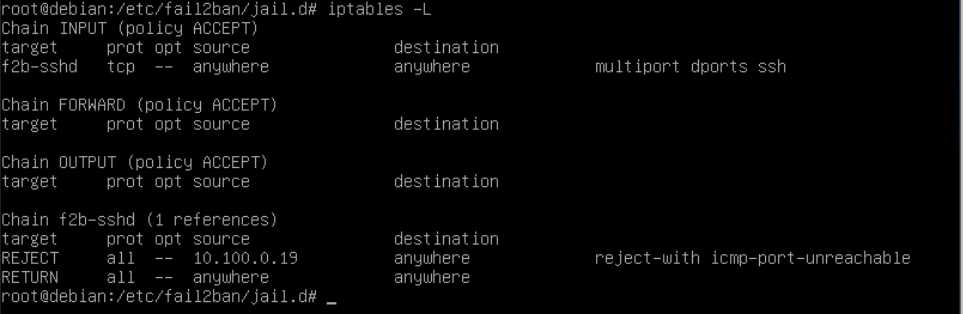 root@debian:/etc/fail2ban/jail.d# iptables -L
Chain INPUT (policy ACCEPT)
target     prot opt source               destination
f2b-sshd   tcp  --  anywhere             anywhere             multiport dports ssh
Chain FORWARD (policy ACCEPT)
target     prot opt source               destination
Chain OUTPUT (policy ACCEPT)
target     prot opt source               destination
Chain f2b-sshd (1 references)
target     prot opt source               destination
REJECT     all  --  10.100.0.19          anywhere             reject-with icmp-port-unreachable
RETURN     all  --  anywhere             anywhere
root@debian:/etc/fail2ban/jail.d# _